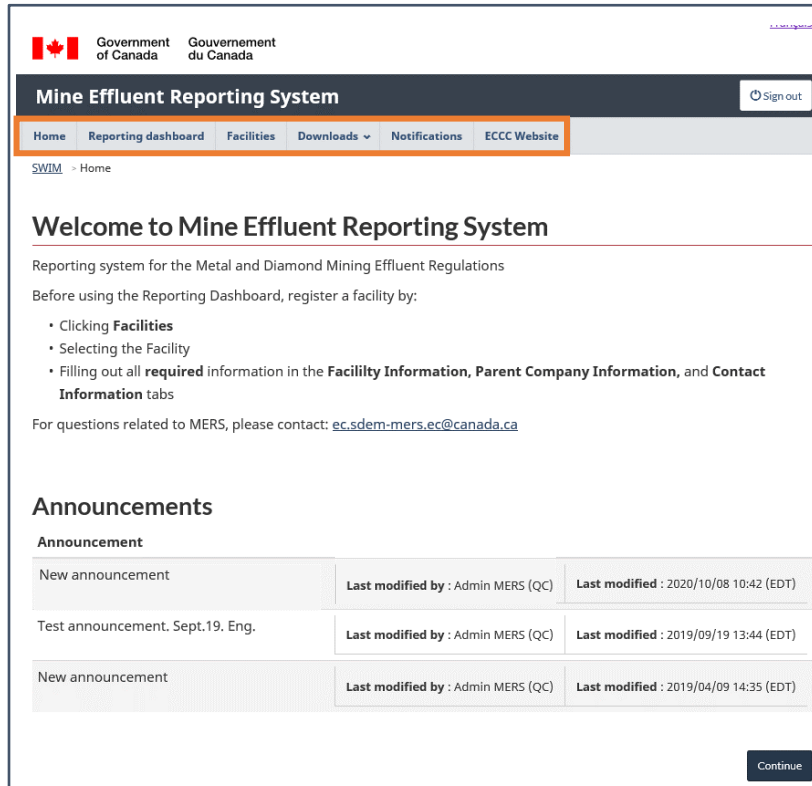 Français
Government Gouvernement
of Canada du Canada
Mine Effluent Reporting System
Sign out
Home Reporting dashboard Facilities Downloads Notifications ECCC Website
SWIM > Home
Welcome to Mine Effluent Reporting System
Reporting system for the Metal and Diamond Mining Effluent Regulations
Before using the Reporting Dashboard, register a facility by:
• Clicking Facilities
• Selecting the Facility
• Filling out all required information in the Facililty Information, Parent Company Information, and Contact
Information tabs
For questions related to MERS, please contact: ec.sdem-mers.ec@canada.ca
Announcements
Announcement
New announcement Last modified by : Admin MERS (QC) Last modified : 2020/10/08 10:42 (EDT)
Test announcement. Sept.19. Eng. Last modified by : Admin MERS (QC) Last modified : 2019/09/19 13:44 (EDT)
New announcement Last modified by : Admin MERS (QC) Last modified : 2019/04/09 14:35 (EDT)
Continue